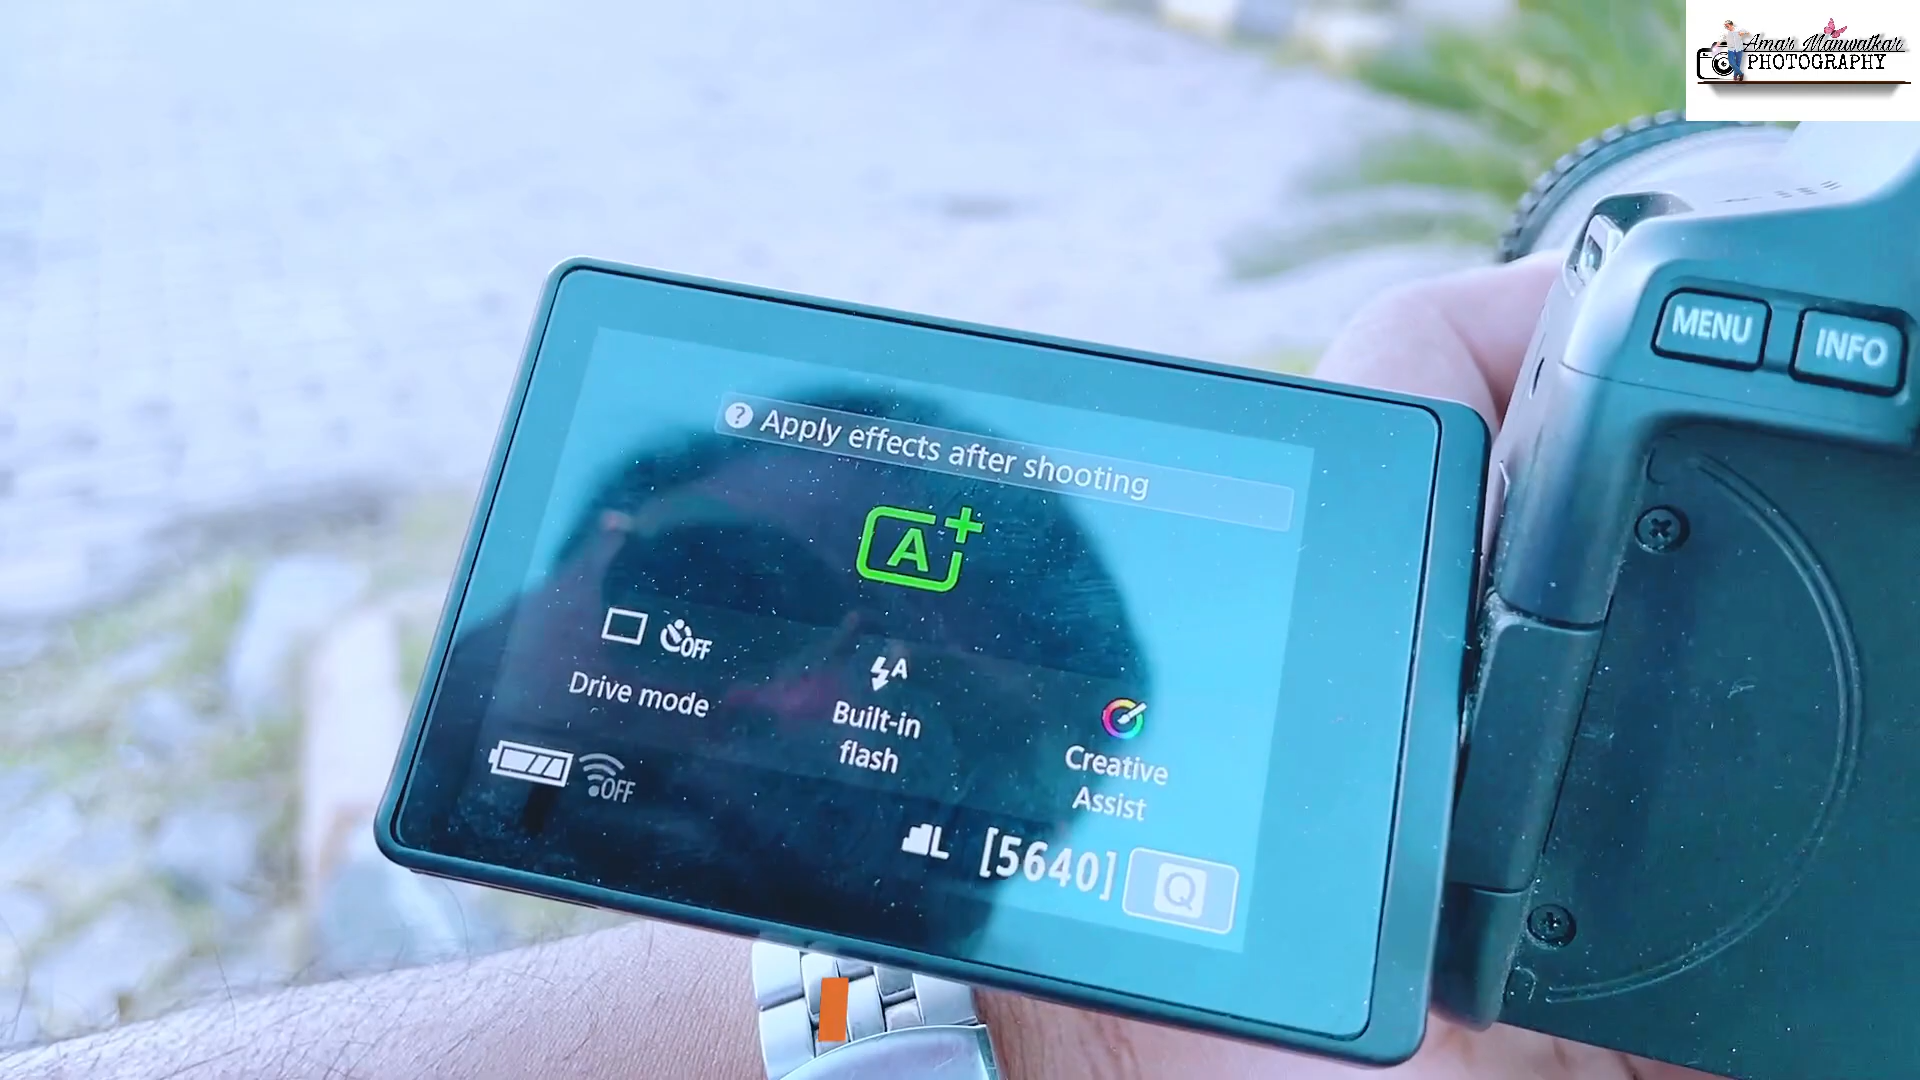 Amar Manwatkar
PHOTOGRAPHY
MENU
INFO
? Apply effects after shooting
A+
OFF
Drive mode
A
Built-in
flash
Creative
Assist
OFF
L [5640] Q